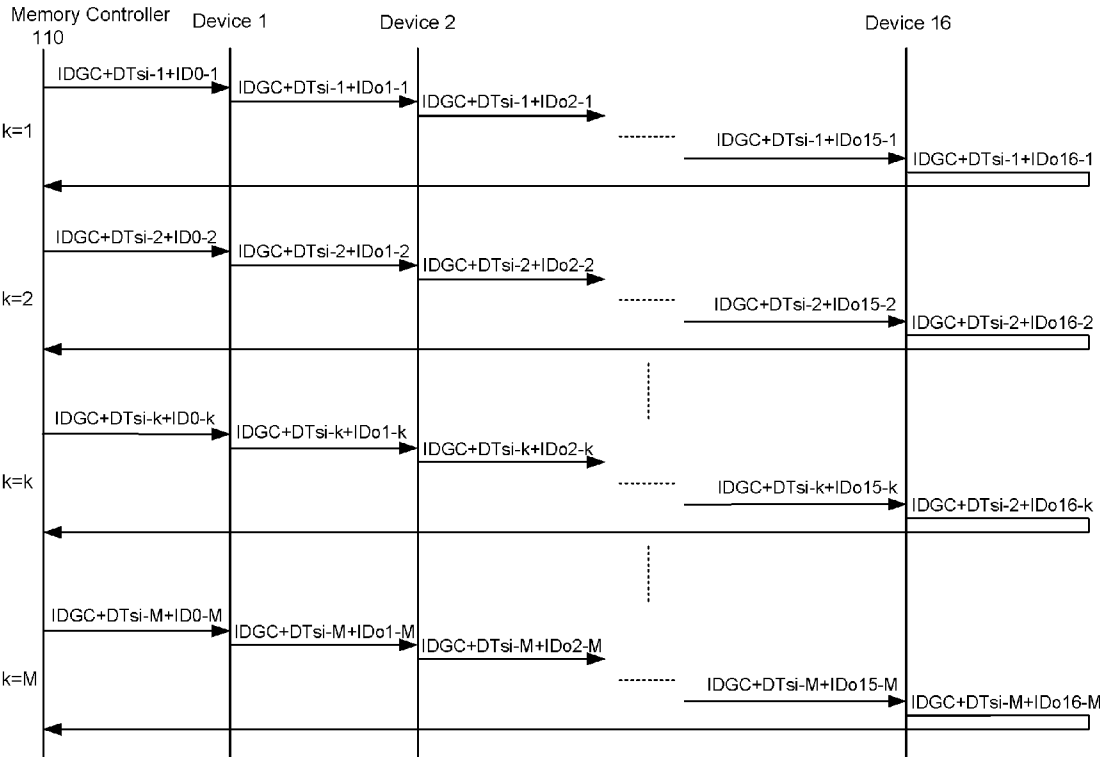 Memory Controller
110
Device 1
Device 2
Device 16
IDGC+DTsi-1+ID0-1
IDGC+DTsi-1+IDo1-1
IDGC+DTsi-1+IDo2-1
k=1
IDGC+DTsi-1+IDo15-1
IDGC+DTsi-1+IDo16-1
IDGC+DTsi-2+ID0-2
IDGC+DTsi-2+IDo1-2
IDGC+DTsi-2+IDo2-2
k=2
IDGC+DTsi-2+IDo15-2
IDGC+DTsi-2+IDo16-2
IDGC+DTsi-k+ID0-k
IDGC+DTsi-k+IDo1-k
IDGC+DTsi-k+IDo2-k
k=k
IDGC+DTsi-k+IDo15-k
IDGC+DTsi-2+IDo16-k
IDGC+DTsi-M+ID0-M
IDGC+DTsi-M+IDo1-M
IDGC+DTsi-M+IDo2-M
k=M
IDGC+DTsi-M+IDo15-M
IDGC+DTsi-M+IDo16-M